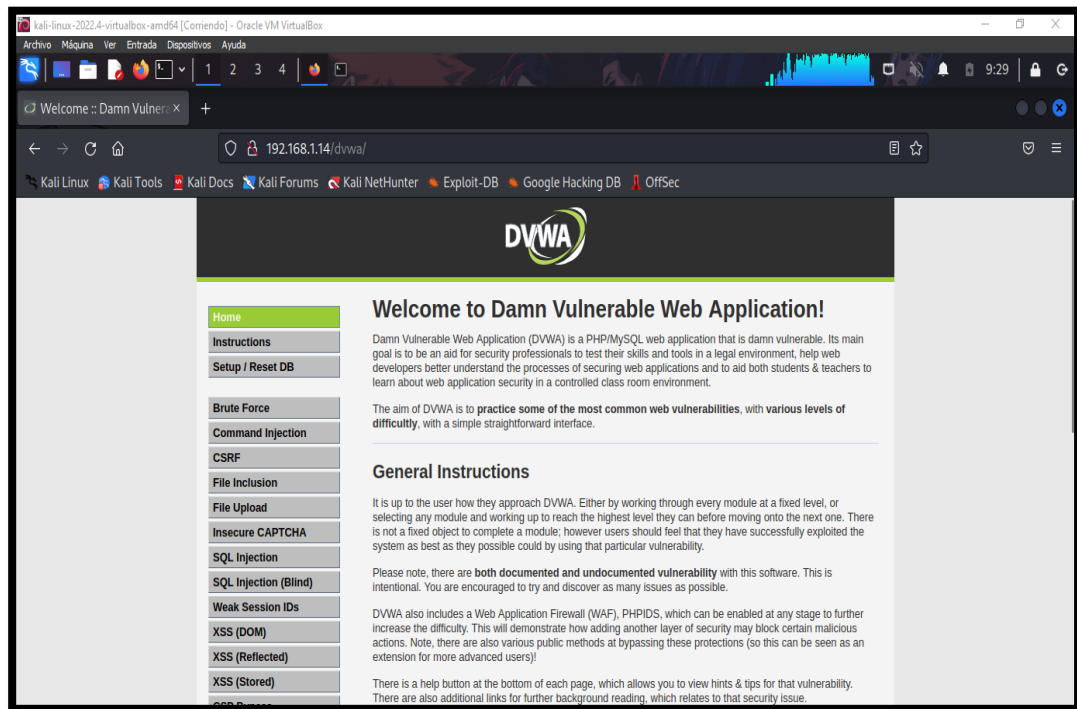 kali-linux-2022.4-virtualbox-amd64 [Corriendo] - Oracle VM VirtualBox
Archivo Máquina Ver Entrada Dispositivos Ayuda
1 2 3 4 9:29
Welcome :: Damn Vulnera
192.168.1.14/dvwa/
Kali Linux Kali Tools Kali Docs Kali Forums Kali NetHunter Exploit-DB Google Hacking DB OffSec
DVWA
Home
Instructions
Setup / Reset DB
Brute Force
Command Injection
CSRF
File Inclusion
File Upload
Insecure CAPTCHA
SQL Injection
SQL Injection (Blind)
Weak Session IDs
XSS (DOM)
XSS (Reflected)
XSS (Stored)
CSP Bypass
Welcome to Damn Vulnerable Web Application!
Damn Vulnerable Web Application (DVWA) is a PHP/MySQL web application that is damn vulnerable. Its main
goal is to be an aid for security professionals to test their skills and tools in a legal environment, help web
developers better understand the processes of securing web applications and to aid both students & teachers to
learn about web application security in a controlled class room environment.
The aim of DVWA is to practice some of the most common web vulnerabilities, with various levels of
difficultly, with a simple straightforward interface.
General Instructions
It is up to the user how they approach DVWA. Either by working through every module at a fixed level, or
selecting any module and working up to reach the highest level they can before moving onto the next one. There
is not a fixed object to complete a module; however users should feel that they have successfully exploited the
system as best as they possible could by using that particular vulnerability.
Please note, there are both documented and undocumented vulnerability with this software. This is
intentional. You are encouraged to try and discover as many issues as possible.
DVWA also includes a Web Application Firewall (WAF), PHPIDS, which can be enabled at any stage to further
increase the difficulty. This will demonstrate how adding another layer of security may block certain malicious
actions. Note, there are also various public methods at bypassing these protections (so this can be seen as an
extension for more advanced users)!
There is a help button at the bottom of each page, which allows you to view hints & tips for that vulnerability.
There are also additional links for further background reading, which relates to that security issue.